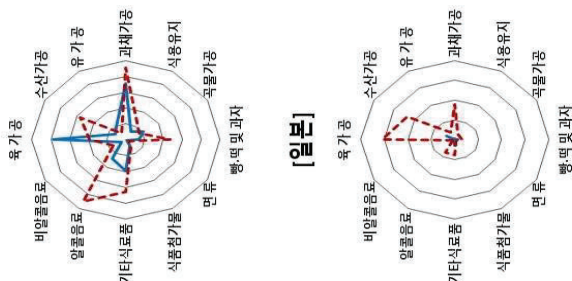 과채가공
식용유지
곡물가공
빵·떡 및 과자
면 류
식품첨가물
기타식료품
알콜음료
비알콜음료
육 가 공
수산가공
유 가 공
[일본]
과채가공
식용유지
곡물가공
빵·떡 및 과자
면 류
식품첨가물
기타식료품
알콜음료
비알콜음료
육 가 공
수산가공
유 가 공